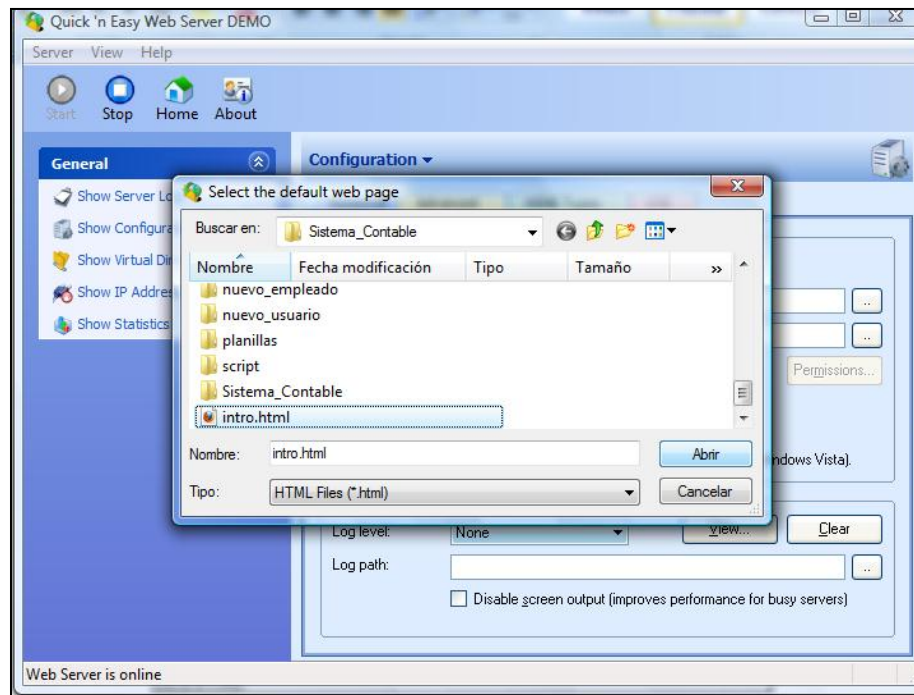 Quick 'n Easy Web Server DEMO
Server View Help
Start Stop Home About
General
Configuration
Show Server Lo
Show Configura
Show Virtual Di
Show IP Addres
Show Statistics
Select the default web page
Buscar en: Sistema_Contable
Nombre Fecha modificación Tipo Tamaño »
nuevo_empleado
nuevo_usuario
planillas
script
Sistema_Contable
intro.html
Nombre: intro.html Abrir
Tipo: HTML Files (*.html) Cancelar
..
..
Permissions...
ndows Vista).
Log level: None View... Clear
Log path: ..
Disable screen output (improves performance for busy servers)
Web Server is online